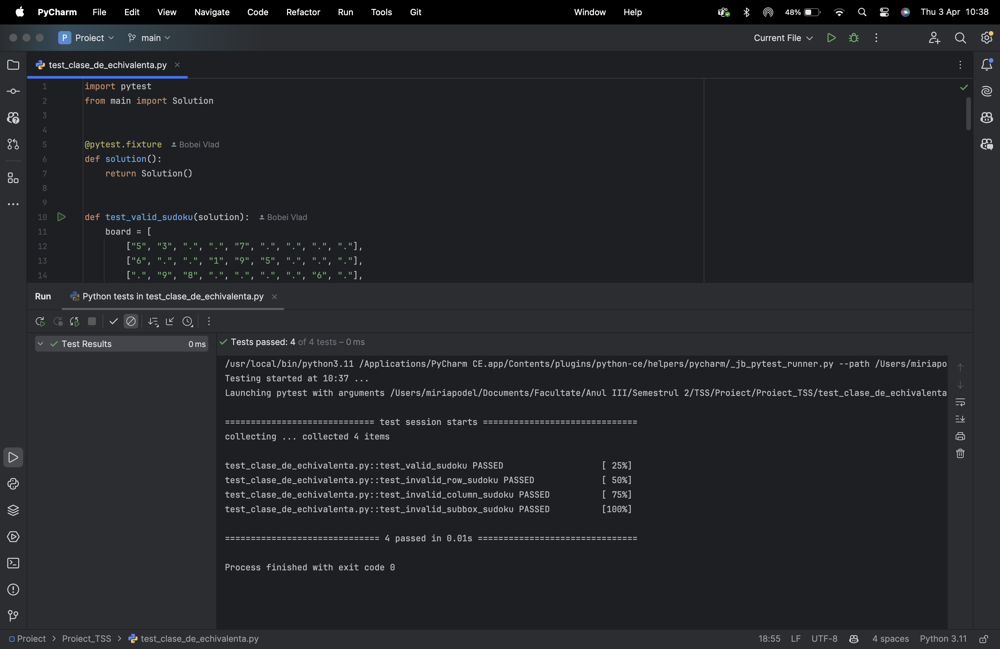 PyCharm File Edit View Navigate Code Refactor Run Tools Git Window Help 48% Thu 3 Apr 10:38
P Proiect main Current File
test_clase_de_echivalenta.py
1 import pytest
2 from main import Solution
3
4
5 @pytest.fixture Bobei Vlad
6 def solution():
7 return Solution()
8
9
10 def test_valid_sudoku(solution): Bobei Vlad
11 board = [
12 ["5", "3", ".", ".", "7", ".", ".", ".", "."],
13 ["6", ".", ".", "1", "9", "5", ".", ".", "."],
14 [".", "9", "8", ".", ".", ".", ".", "6", "."],
Run Python tests in test_clase_de_echivalenta.py
Test Results 0 ms
Tests passed: 4 of 4 tests – 0 ms
/usr/local/bin/python3.11 /Applications/PyCharm CE.app/Contents/plugins/python-ce/helpers/pycharm/_jb_pytest_runner.py --path /Users/miriapo
Testing started at 10:37 ...
Launching pytest with arguments /Users/miriapodel/Documents/Facultate/Anul III/Semestrul 2/TSS/Proiect/Proiect_TSS/test_clase_de_echivalenta
============================= test session starts ==============================
collecting ... collected 4 items
test_clase_de_echivalenta.py::test_valid_sudoku PASSED [ 25%]
test_clase_de_echivalenta.py::test_invalid_row_sudoku PASSED [ 50%]
test_clase_de_echivalenta.py::test_invalid_column_sudoku PASSED [ 75%]
test_clase_de_echivalenta.py::test_invalid_subbox_sudoku PASSED [100%]
============================== 4 passed in 0.01s ===============================
Process finished with exit code 0
Proiect > Proiect_TSS > test_clase_de_echivalenta.py 18:55 LF UTF-8 4 spaces Python 3.11